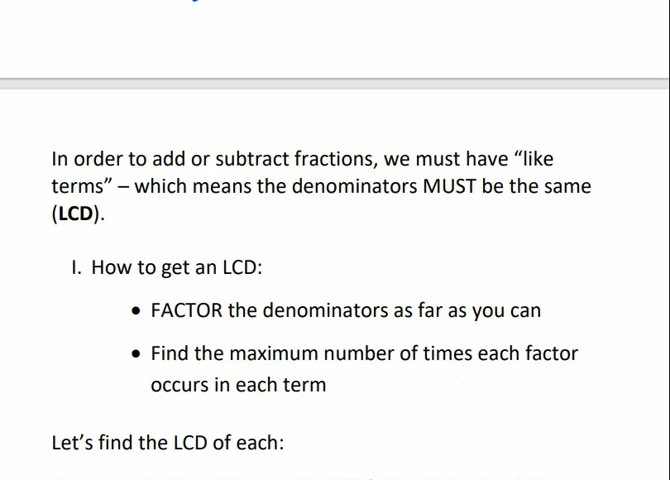 In order to add or subtract fractions, we must have “like
terms” – which means the denominators MUST be the same
(LCD).
I. How to get an LCD:
• FACTOR the denominators as far as you can
• Find the maximum number of times each factor
occurs in each term
Let’s find the LCD of each: